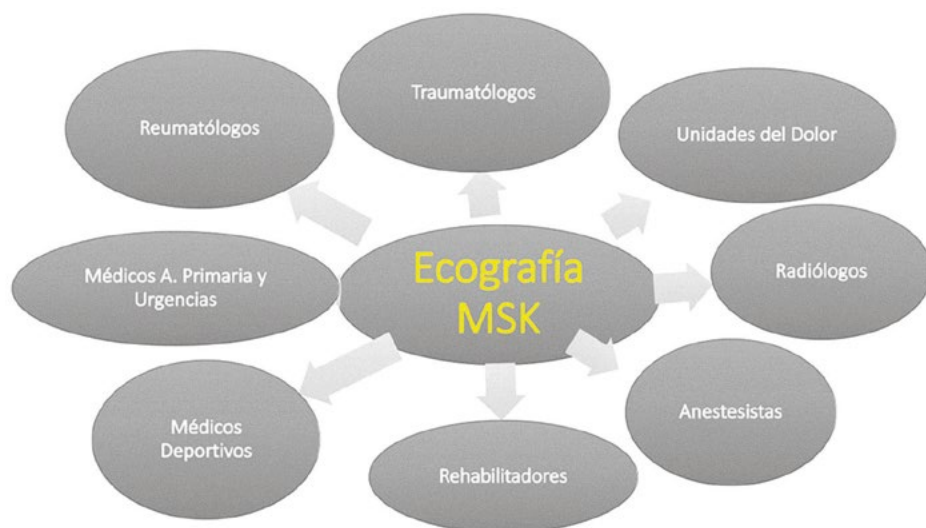 Traumatólogos
Reumatólogos
Unidades del Dolor
Ecografía
MSK
Médicos A. Primaria y
Urgencias
Radiólogos
Médicos
Deportivos
Anestesistas
Rehabilitadores